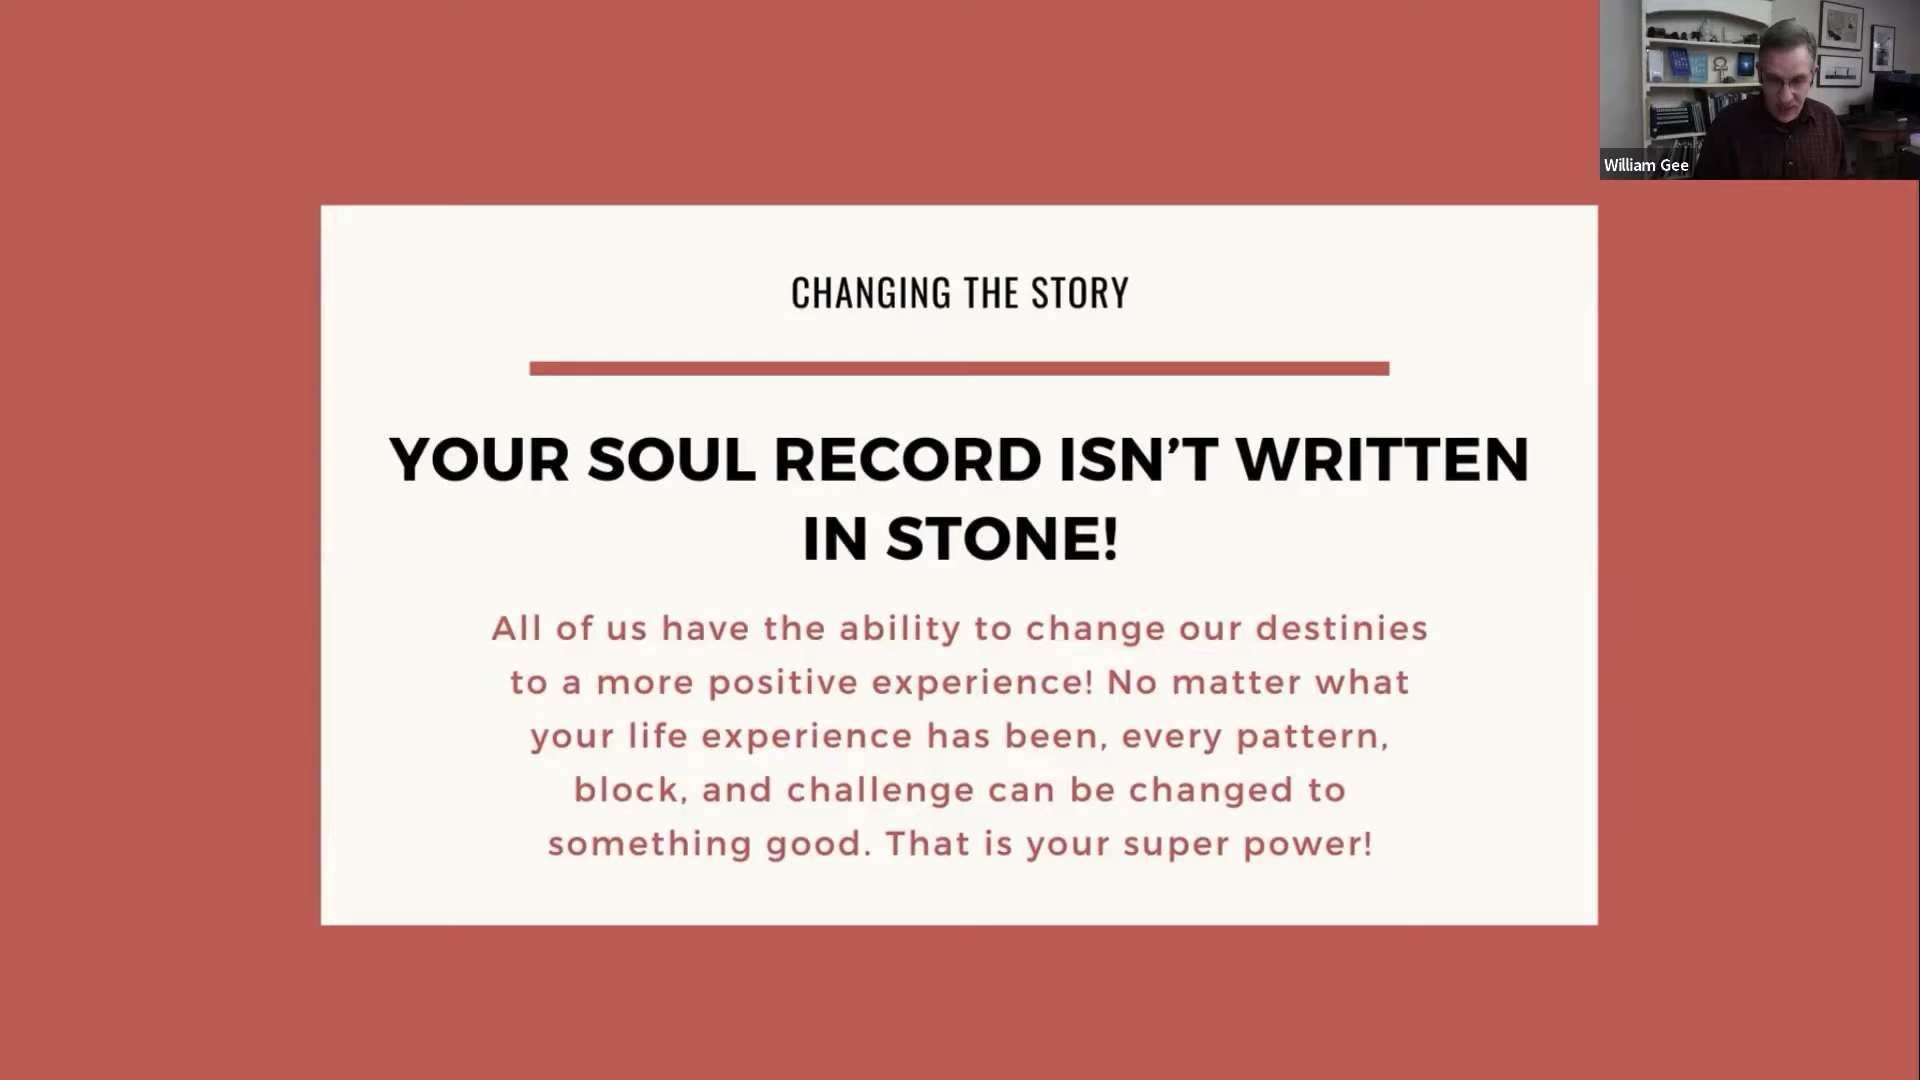 William Gee
CHANGING THE STORY
YOUR SOUL RECORD ISN’T WRITTEN
IN STONE!
All of us have the ability to change our destinies
to a more positive experience! No matter what
your life experience has been, every pattern,
block, and challenge can be changed to
something good. That is your super power!